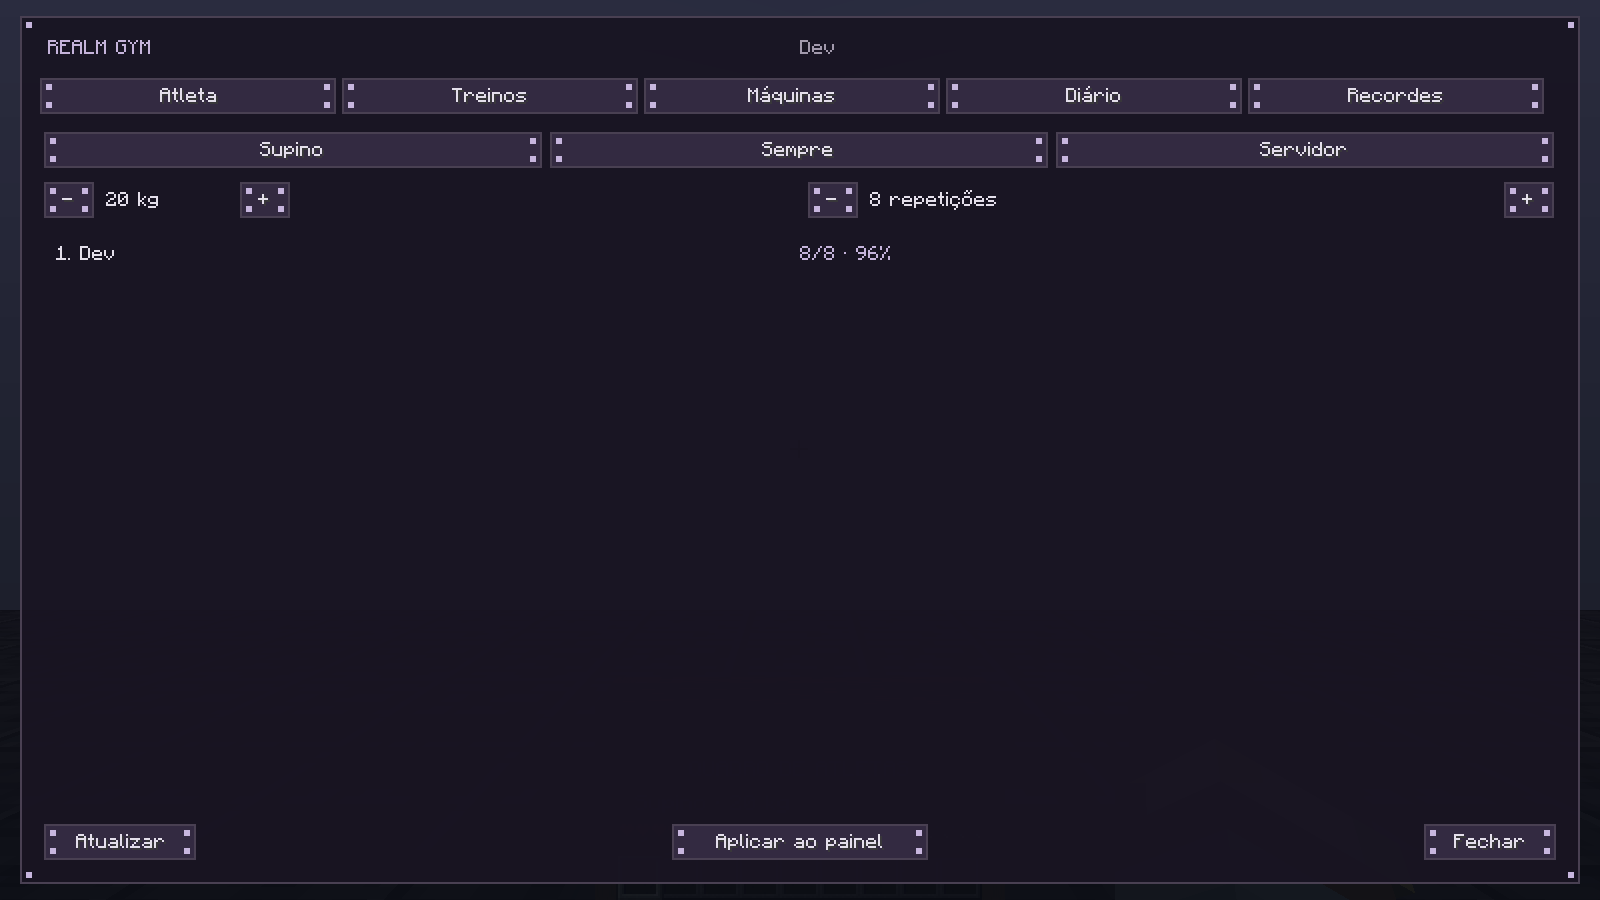 REALM GYM Dev
Atleta Treinos Máquinas Diário Recordes
Supino Sempre Servidor
- 20 kg + - 8 repetições +
1. Dev 8/8 · 96%
Atualizar Aplicar ao painel Fechar